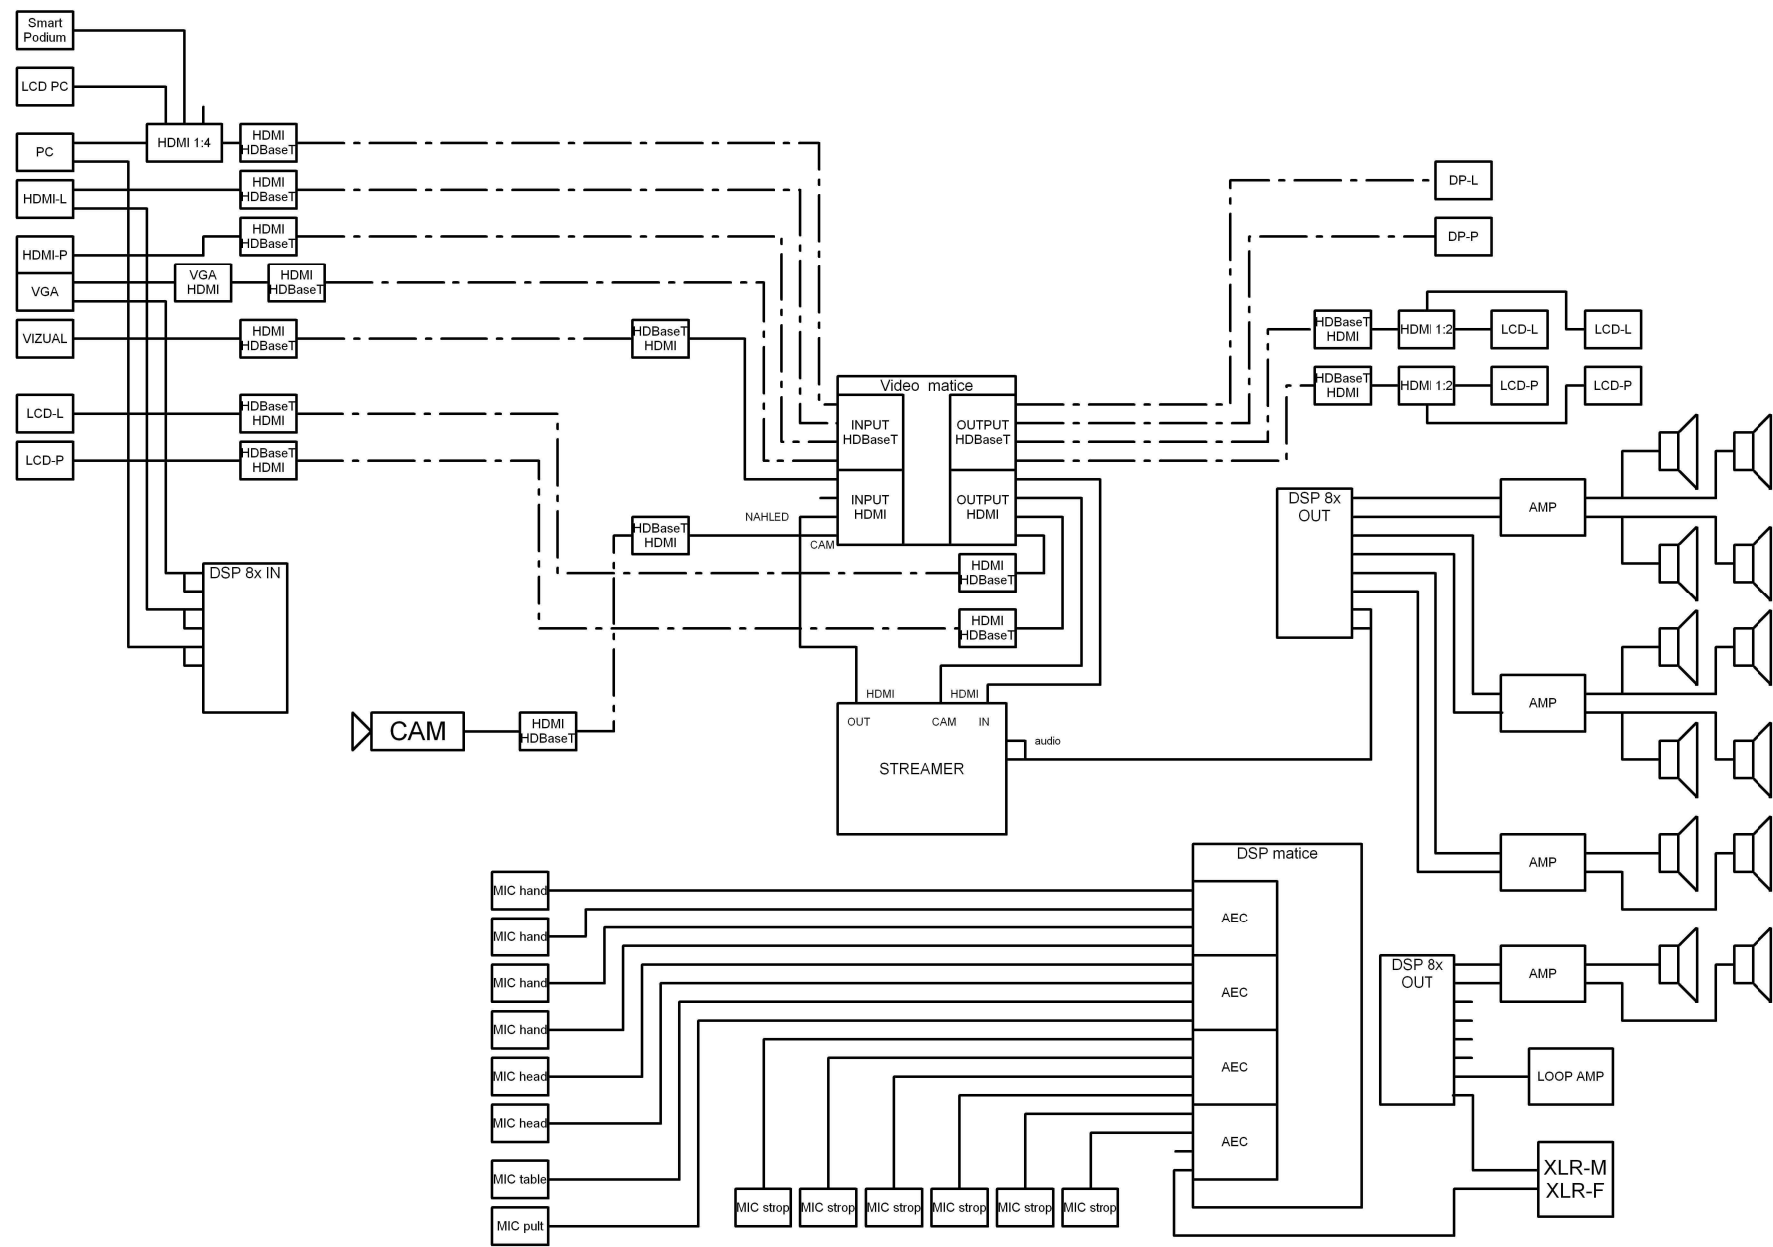 Smart
Podium
LCD PC
PC
HDMI 1:4
HDMI
HDBaseT
HDMI-L
HDMI
HDBaseT
HDMI-P
HDMI
HDBaseT
VGA
VGA
HDMI
HDMI
HDBaseT
VIZUAL
HDMI
HDBaseT
HDBaseT
HDMI
LCD-L
HDBaseT
HDMI
LCD-P
HDBaseT
HDMI
DSP 8x IN
CAM
HDMI
HDBaseT
HDBaseT
HDMI
NAHLED
CAM
Video matice
INPUT
HDBaseT
OUTPUT
HDBaseT
INPUT
HDMI
OUTPUT
HDMI
HDMI
HDBaseT
HDMI
HDBaseT
HDMI
HDMI
OUT
CAM
IN
audio
STREAMER
DP-L
DP-P
HDBaseT
HDMI
HDMI 1:2
LCD-L
LCD-L
HDBaseT
HDMI
HDMI 1:2
LCD-P
LCD-P
DSP 8x
OUT
AMP
AMP
AMP
DSP matice
AEC
AEC
AEC
AEC
MIC hand
MIC hand
MIC hand
MIC hand
MIC head
MIC head
MIC table
MIC pult
MIC strop
MIC strop
MIC strop
MIC strop
MIC strop
MIC strop
DSP 8x
OUT
AMP
LOOP AMP
XLR-M
XLR-F